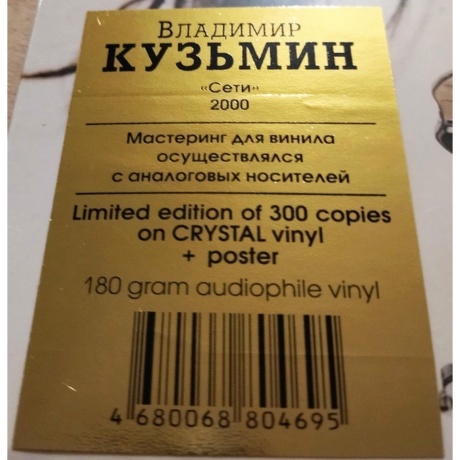 Владимир
КУЗЬМИН
«Сети»
2000
Мастеринг для винила
осуществлялся
с аналоговых носителей
Limited edition of 300 copies
on CRYSTAL vinyl
+ poster
180 gram audiophile vinyl
4 680068 804695